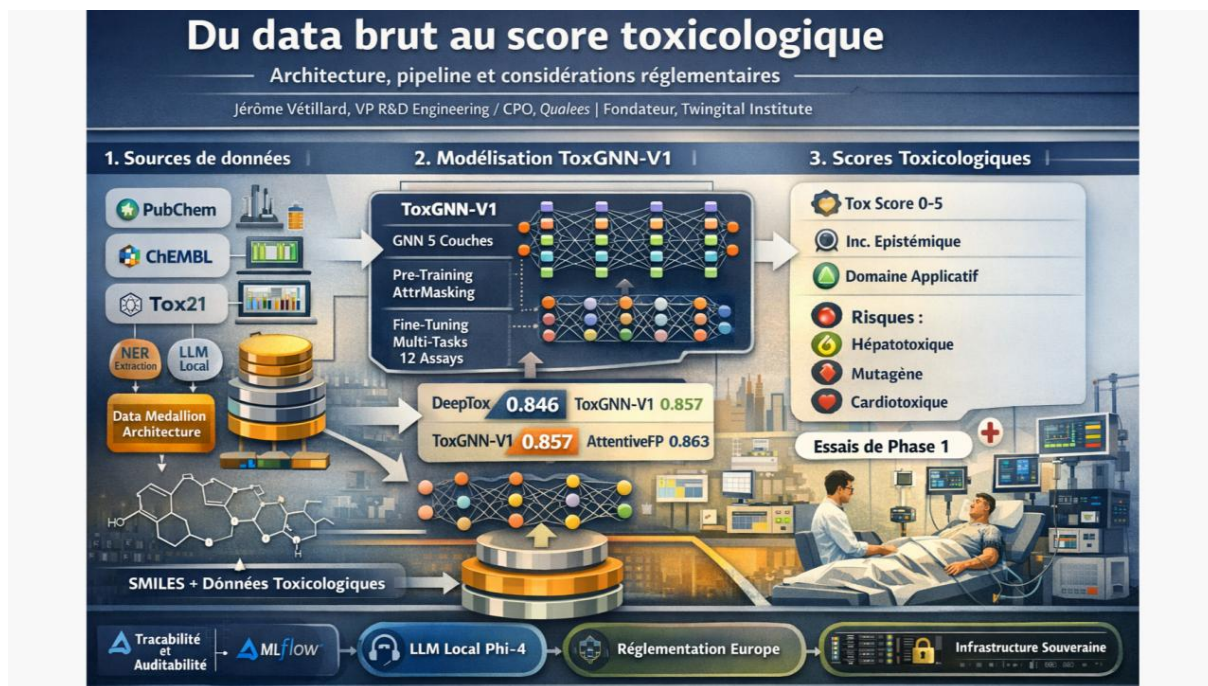 Du data brut au score toxicologique
Architecture, pipeline et considérations réglementaires
Jérôme Vétillard, VP R&D Engineering / CPO, Qualees | Fondateur, Twingital Institute
1. Sources de données
PubChem
ChEMBL
Tox21
NER
Extraction
LLM
Local
Data Medallion
Architecture
HO
H
SMILES + Données Toxicologiques
2. Modélisation ToxGNN-V1
ToxGNN-V1
GNN 5 Couches
Pre-Training
AttrMasking
Fine-Tuning
Multi-Tasks
12 Assays
DeepTox 0.846 ToxGNN-V1 0.857
ToxGNN-V1 0.857 AttentiveFP 0.863
3. Scores Toxicologiques
Tox Score 0-5
Inc. Epistémique
Domaine Applicatif
Risques :
Hépatotoxique
Mutagène
Cardiotoxique
Essais de Phase 1
Tracabilité
et
Auditabilité
MLflow
LLM Local Phi-4
Réglementation Europe
Infrastructure Souveraine